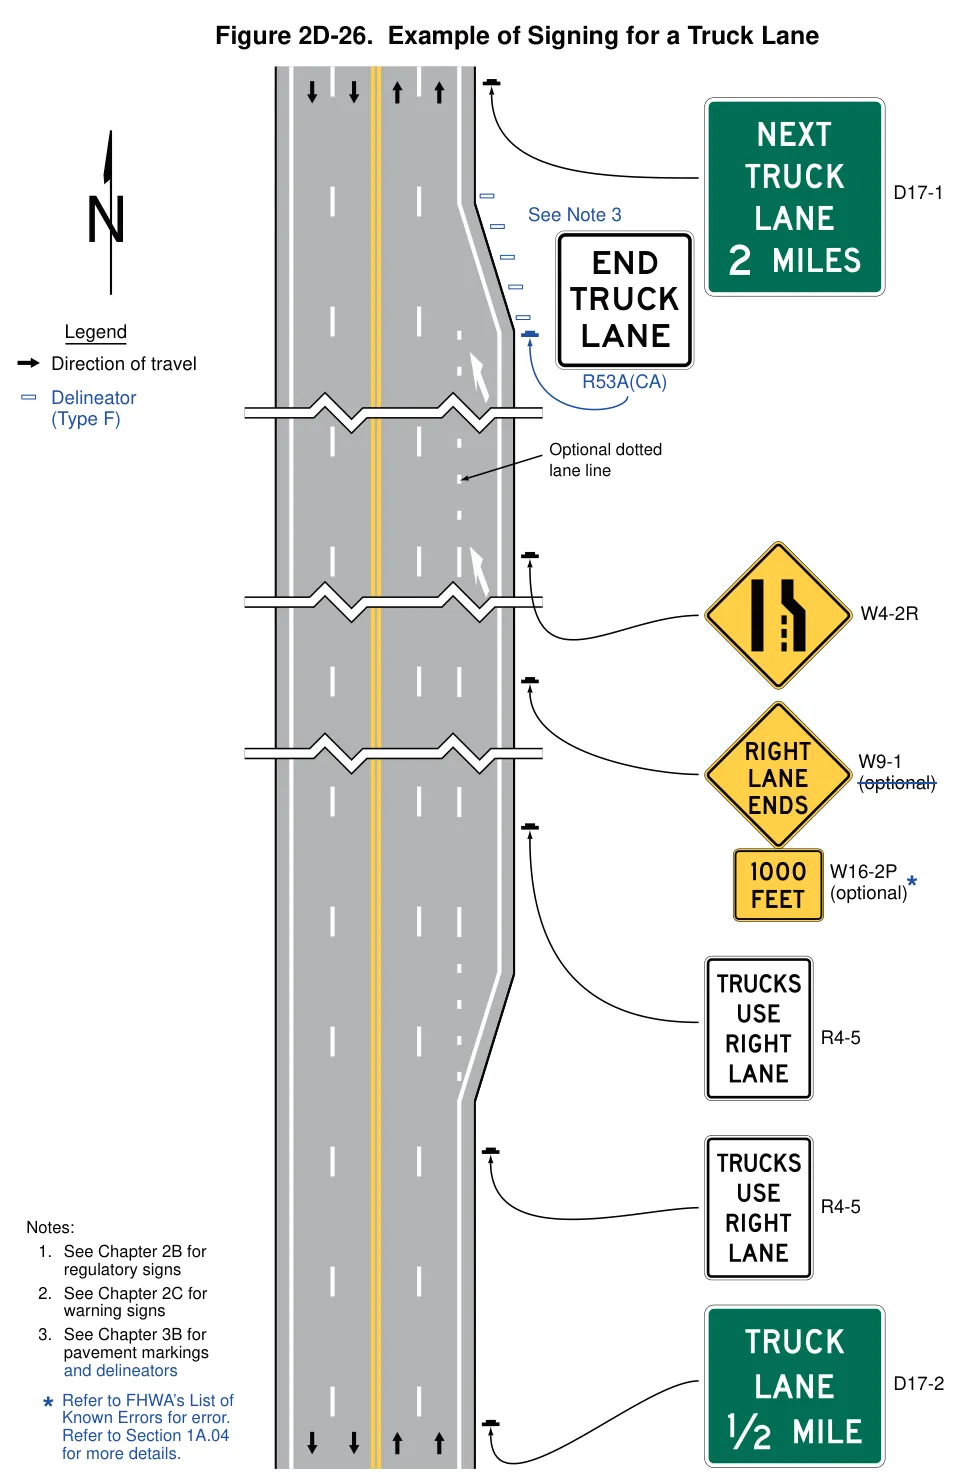 Figure 2D-26.  Example of Signing for a Truck Lane
NEXT
TRUCK
LANE
2 MILES
D17-1
See Note 3
END
TRUCK
LANE
R53A(CA)
N
Legend
Direction of travel
Delineator
(Type F)
Optional dotted
lane line
W4-2R
RIGHT
LANE
ENDS
W9-1
(optional)
1000
FEET
W16-2P
(optional)*
TRUCKS
USE
RIGHT
LANE
R4-5
TRUCKS
USE
RIGHT
LANE
R4-5
TRUCK
LANE
½ MILE
D17-2
Notes:
1. See Chapter 2B for
regulatory signs
2. See Chapter 2C for
warning signs
3. See Chapter 3B for
pavement markings
and delineators
* Refer to FHWA's List of
Known Errors for error.
Refer to Section 1A.04
for more details.